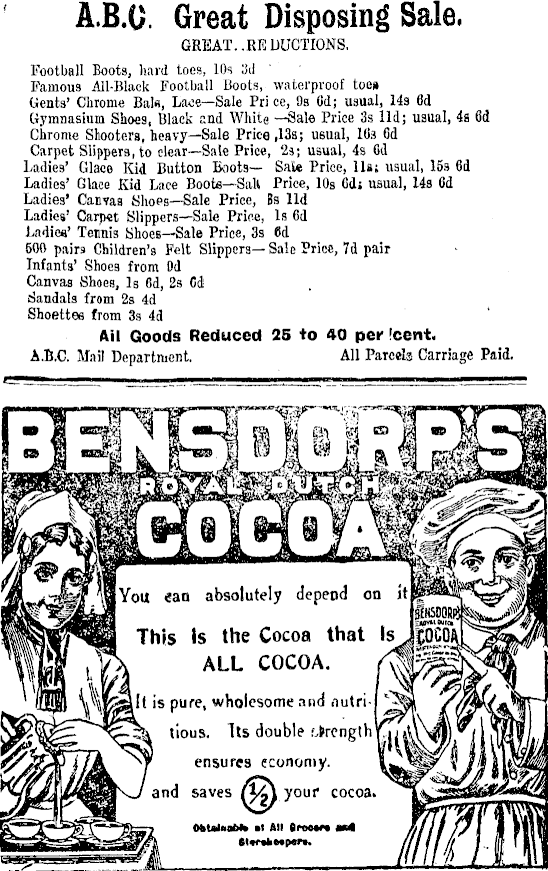 A.B.C. Great Disposing Sale.
GREAT..REDUCTIONS.
Football Boots, hard toes, 10s 3d
Famous All-Black Football Boots, waterproof toes
Gents' Chrome Bals, Lace—Sale Price, 9s 6d; usual, 14s 6d
Gymnasium Shoes, Black and White—Sale Price 3s 11d; usual, 4s 6d
Chrome Shooters, heavy—Sale Price, 13s; usual, 16s 6d
Carpet Slippers, to clear—Sale Price, 2s; usual, 4s 6d
Ladies' Glace Kid Button Boots—Sale Price, 11s; usual, 15s 6d
Ladies' Glace Kid Lace Boots—Sale Price, 10s 6d; usual, 14s 6d
Ladies' Canvas Shoes—Sale Price, 3s 11d
Ladies' Carpet Slippers—Sale Price, 1s 6d
Ladies' Tennis Shoes—Sale Price, 3s 6d
500 pairs Children's Felt Slippers—Sale Price, 7d pair
Infants' Shoes from 9d
Canvas Shoes, 1s 6d, 2s 6d
Sandals from 2s 4d
Shoettes from 3s 4d
All Goods Reduced 25 to 40 per cent.
A.B.C. Mail Department. All Parcels Carriage Paid.
BENSDORP'S
ROYAL DUTCH
COCOA
You can absolutely depend on it
This is the Cocoa that is
ALL COCOA.
It is pure, wholesome and nutri-
tious. Its double strength
ensures economy.
and saves ½ your cocoa.
Obtainable at All Grocers and
Storekeepers.
BENSDORP'S
ROYAL DUTCH
COCOA